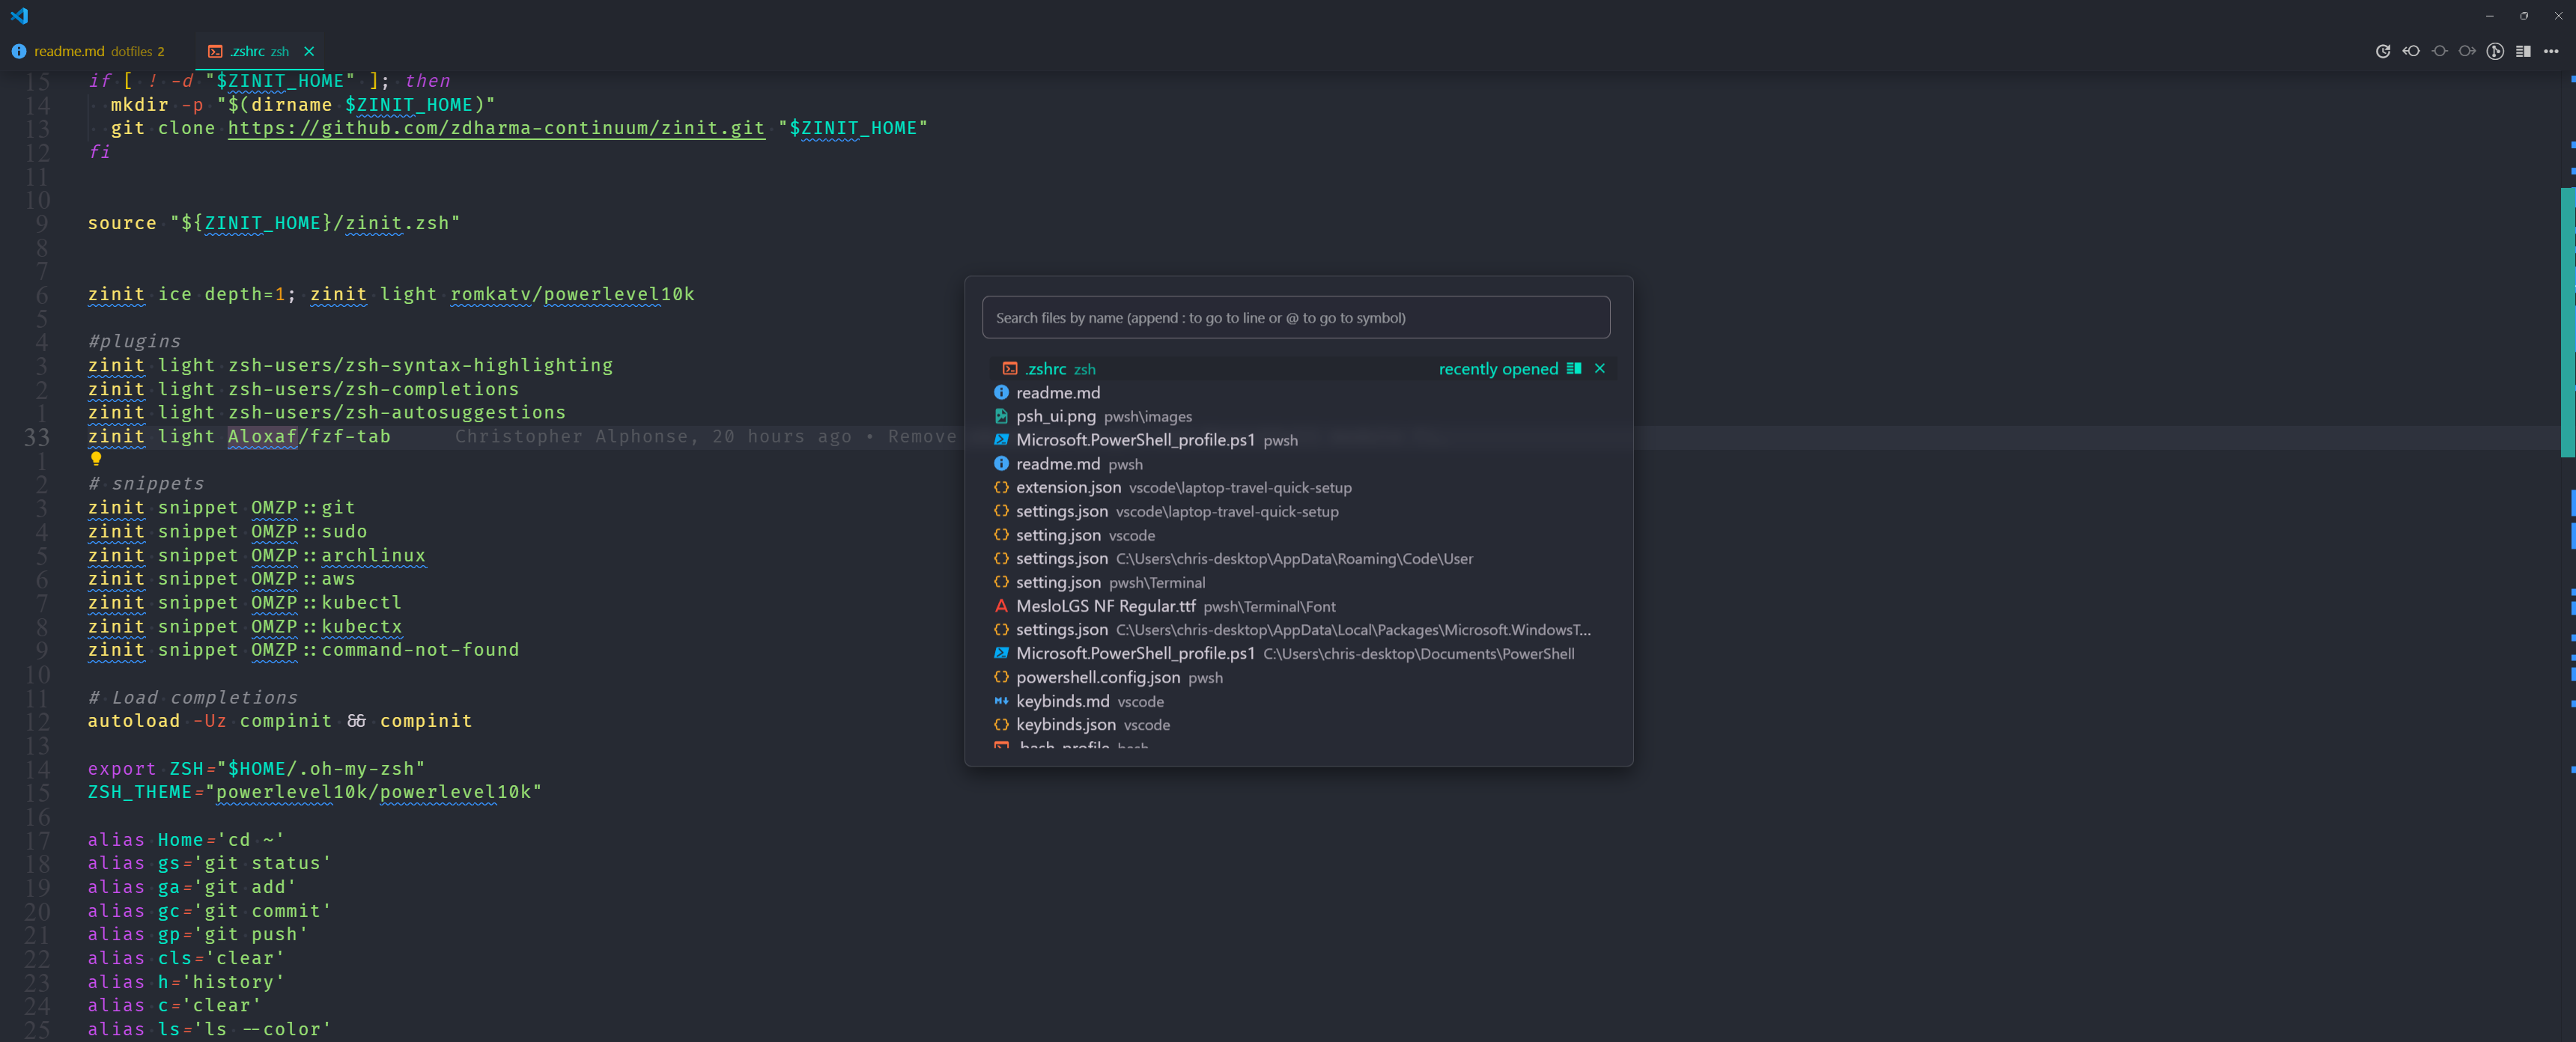 readme.md dotfiles 2
.zshrc zsh
15 if [ ! -d "$ZINIT_HOME" ]; then
14 mkdir -p "$(dirname $ZINIT_HOME)"
13 git clone https://github.com/zdharma-continuum/zinit.git "$ZINIT_HOME"
12 fi
11
10
9 source "${ZINIT_HOME}/zinit.zsh"
8
7
6 zinit ice depth=1; zinit light romkatv/powerlevel10k
5
4 #plugins
3 zinit light zsh-users/zsh-syntax-highlighting
2 zinit light zsh-users/zsh-completions
1 zinit light zsh-users/zsh-autosuggestions
33 zinit light Aloxaf/fzf-tab Christopher Alphonse, 20 hours ago • Remove
1
2 # snippets
3 zinit snippet OMZP::git
4 zinit snippet OMZP::sudo
5 zinit snippet OMZP::archlinux
6 zinit snippet OMZP::aws
7 zinit snippet OMZP::kubectl
8 zinit snippet OMZP::kubectx
9 zinit snippet OMZP::command-not-found
10
11 # Load completions
12 autoload -Uz compinit && compinit
13
14 export ZSH="$HOME/.oh-my-zsh"
15 ZSH_THEME="powerlevel10k/powerlevel10k"
16
17 alias Home='cd ~'
18 alias gs='git status'
19 alias ga='git add'
20 alias gc='git commit'
21 alias gp='git push'
22 alias cls='clear'
23 alias h='history'
24 alias c='clear'
25 alias ls='ls --color'
Search files by name (append : to go to line or @ to go to symbol)
.zshrc zsh recently opened
readme.md
psh_ui.png pwsh\images
Microsoft.PowerShell_profile.ps1 pwsh
readme.md pwsh
extension.json vscode\laptop-travel-quick-setup
settings.json vscode\laptop-travel-quick-setup
setting.json vscode
settings.json C:\Users\chris-desktop\AppData\Roaming\Code\User
setting.json pwsh\Terminal
MesloLGS NF Regular.ttf pwsh\Terminal\Font
settings.json C:\Users\chris-desktop\AppData\Local\Packages\Microsoft.WindowsT...
Microsoft.PowerShell_profile.ps1 C:\Users\chris-desktop\Documents\PowerShell
powershell.config.json pwsh
keybinds.md vscode
keybinds.json vscode
.bash_profile bash